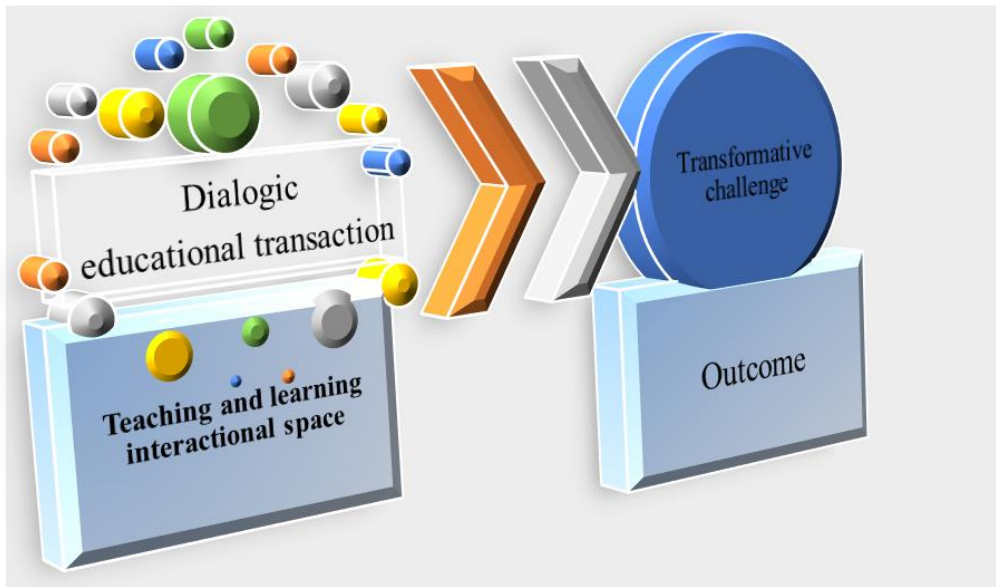 Dialogic
educational transaction
Teaching and learning
interactional space
Transformative
challenge
Outcome